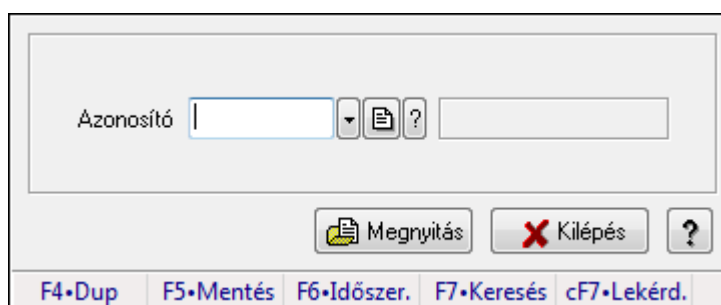 Azonosító ?
Megnyitás Kilépés ?
F4•Dup F5•Mentés F6•Időszer. F7•Keresés cF7•Lekérd.